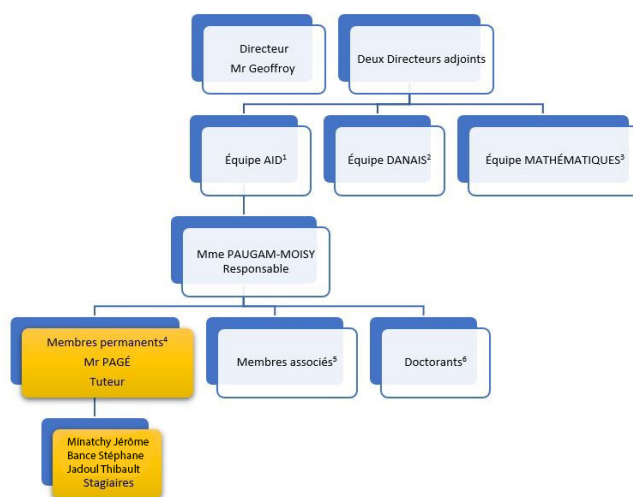 Directeur
Mr Geoffroy
Deux Directeurs adjoints
Équipe AID¹
Équipe DANAIS²
Équipe MATHÉMATIQUES³
Mme PAUGAM-MOISY
Responsable
Membres permanents⁴
Mr PAGÉ
Tuteur
Membres associés⁵
Doctorants⁶
Minatchy Jérôme
Bance Stéphane
Jadoul Thibault
Stagiaires